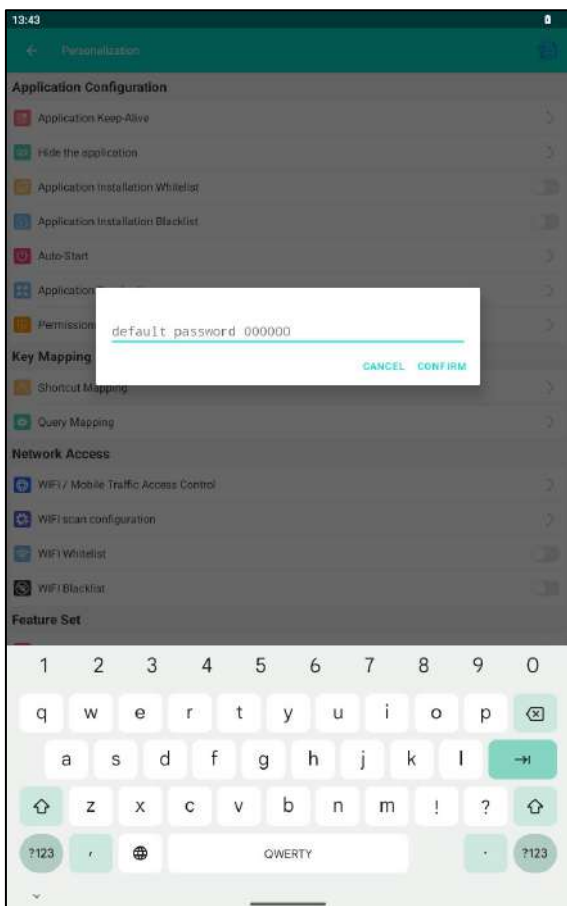 13:43
Personalization
Application Configuration
Application Keep-Alive
Hide the application
Application Installation Whitelist
Application Installation Blacklist
Auto-Start
Application
Permission
default password 000000
CANCEL CONFIRM
Key Mapping
Shortcut Mapping
Query Mapping
Network Access
WIFI / Mobile Traffic Access Control
WIFI scan configuration
WIFI Whitelist
WIFI Blacklist
Feature Set
1 2 3 4 5 6 7 8 9 0
q w e r t y u i o p
a s d f g h j k l
z x c v b n m ! ?
?123 , QWERTY . ?123